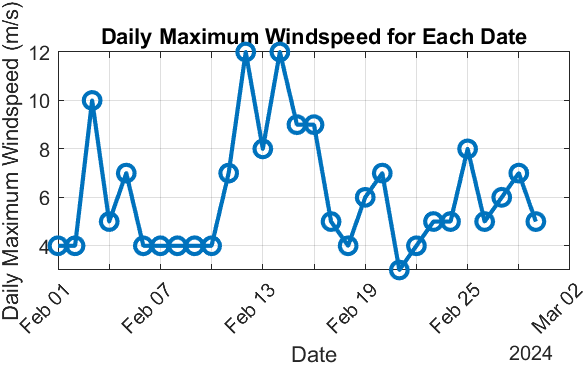 Daily Maximum Windspeed for Each Date
Daily Maximum Windspeed (m/s)
12
10
8
6
4
Feb 01
Feb 07
Feb 13
Feb 19
Feb 25
Mar 02
Date
2024